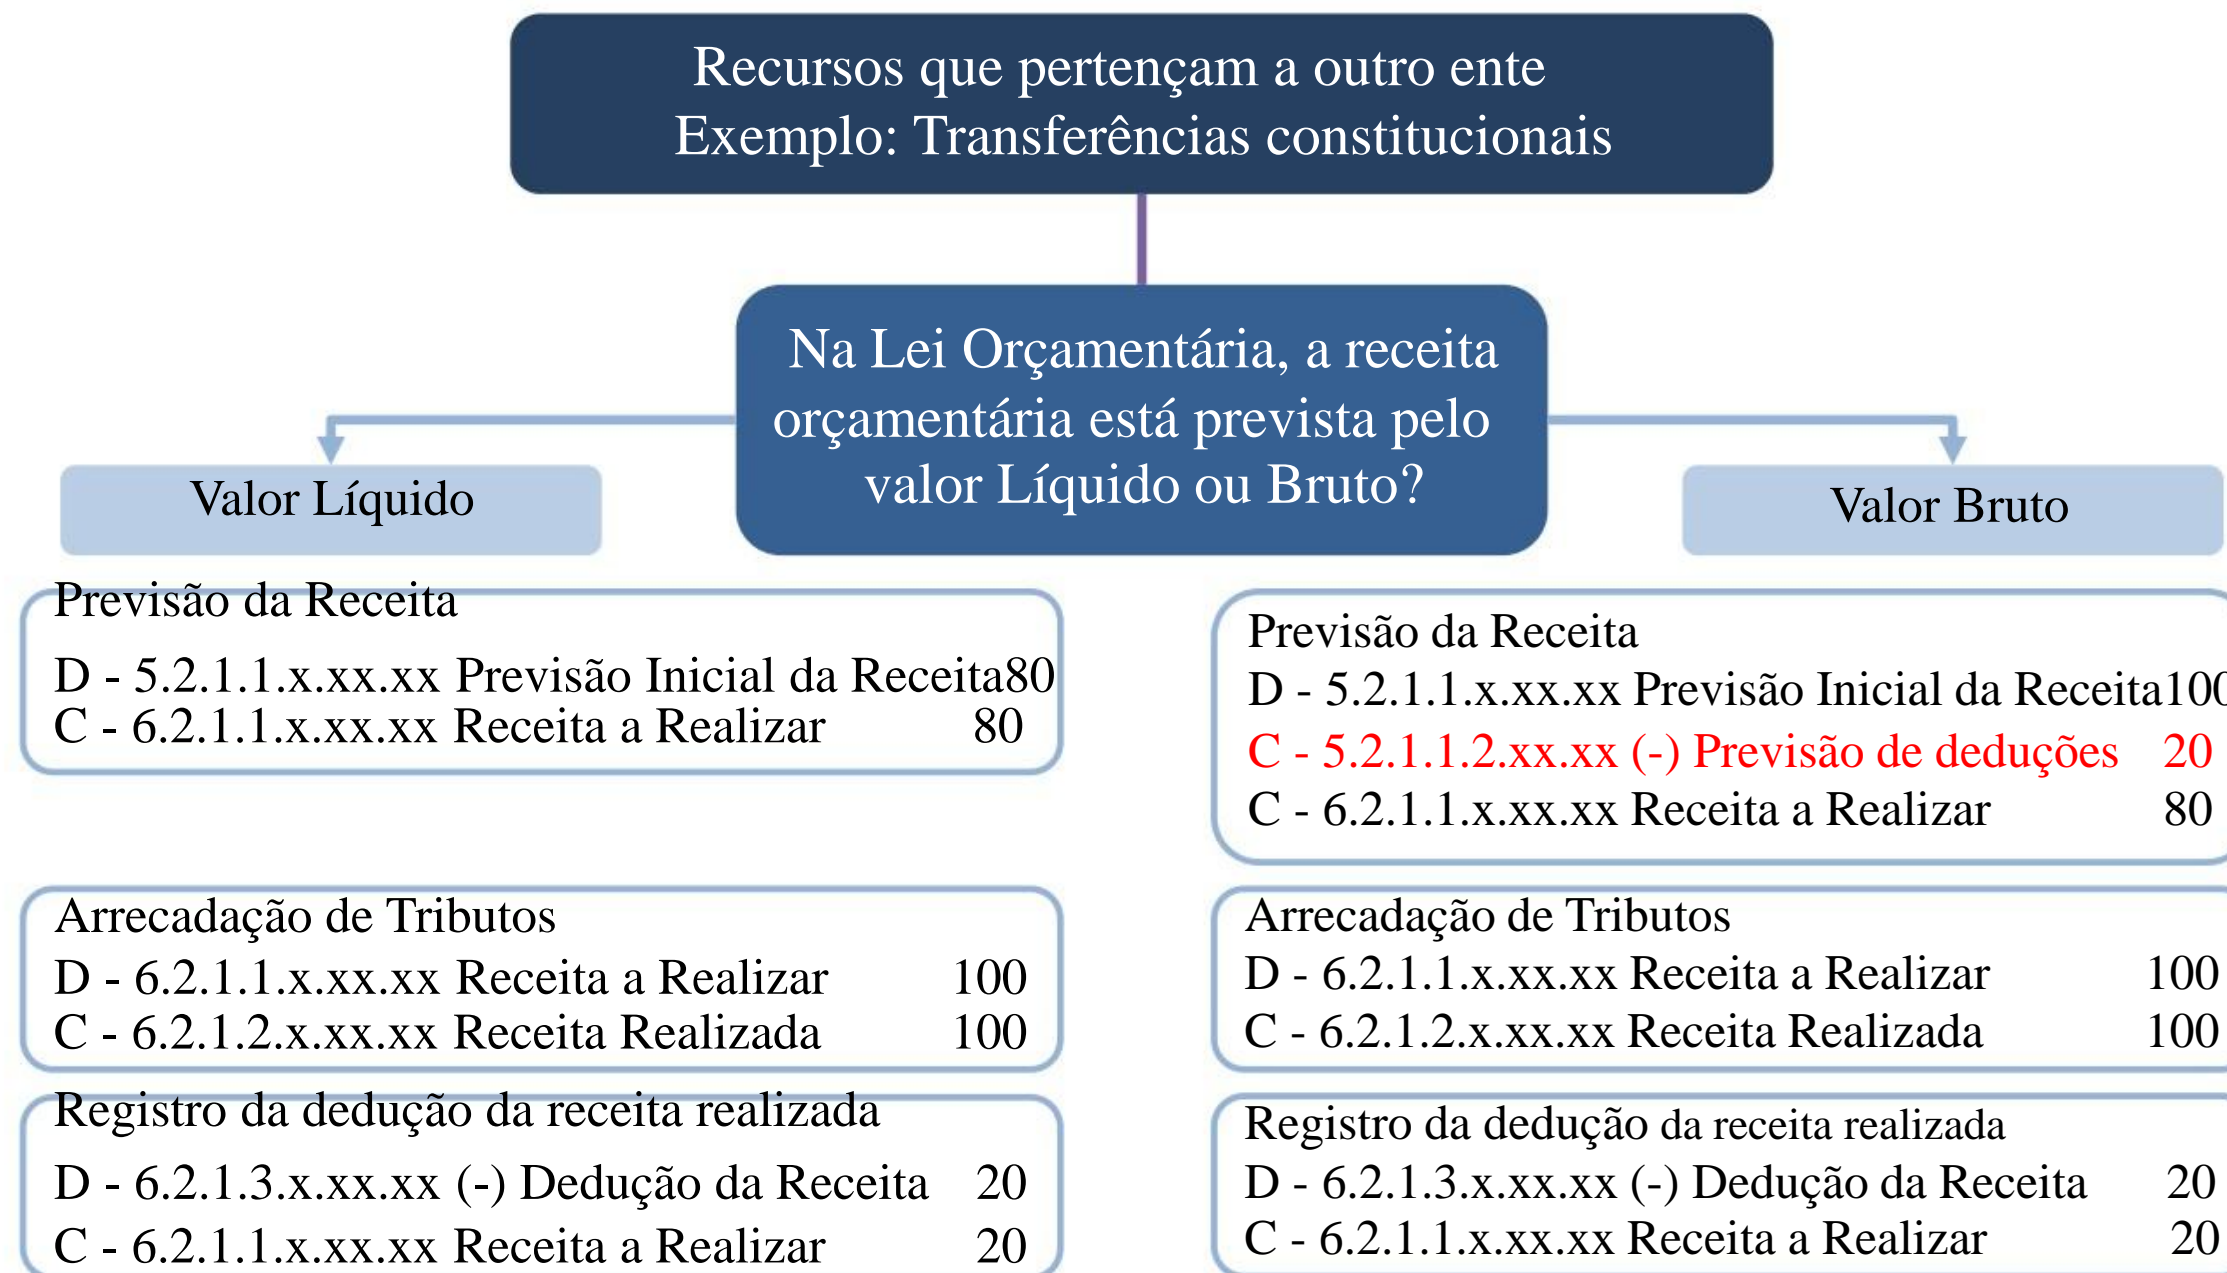 Recursos que pertençam a outro ente
Exemplo: Transferências constitucionais
Na Lei Orçamentária, a receita
orçamentária está prevista pelo
valor Líquido ou Bruto?
Valor Líquido
Previsão da Receita
D - 5.2.1.1.x.xx.xx Previsão Inicial da Receita80
C - 6.2.1.1.x.xx.xx Receita a Realizar 80
Arrecadação de Tributos
D - 6.2.1.1.x.xx.xx Receita a Realizar 100
C - 6.2.1.2.x.xx.xx Receita Realizada 100
Registro da dedução da receita realizada
D - 6.2.1.3.x.xx.xx (-) Dedução da Receita 20
C - 6.2.1.1.x.xx.xx Receita a Realizar 20
Valor Bruto
Previsão da Receita
D - 5.2.1.1.x.xx.xx Previsão Inicial da Receita100
C - 5.2.1.1.2.xx.xx (-) Previsão de deduções 20
C - 6.2.1.1.x.xx.xx Receita a Realizar 80
Arrecadação de Tributos
D - 6.2.1.1.x.xx.xx Receita a Realizar 100
C - 6.2.1.2.x.xx.xx Receita Realizada 100
Registro da dedução da receita realizada
D - 6.2.1.3.x.xx.xx (-) Dedução da Receita 20
C - 6.2.1.1.x.xx.xx Receita a Realizar 20